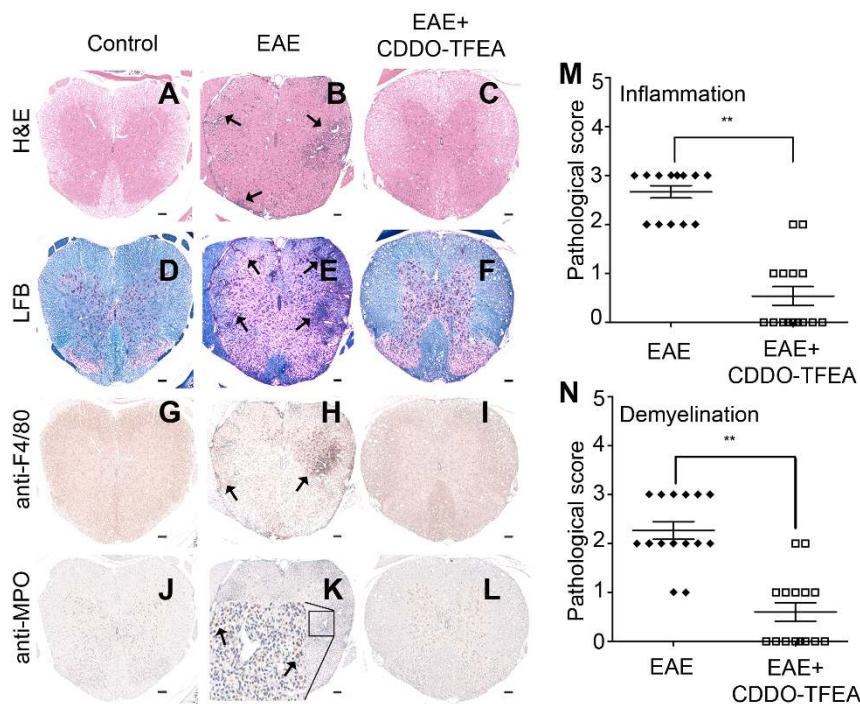 Control
EAE
EAE+
CDDO-TFEA
H&E
A
B
C
LFB
D
E
F
anti-F4/80
G
H
I
anti-MPO
J
K
L
M
Inflammation
**
Pathological score
5
4
3
2
1
0
EAE
EAE+
CDDO-TFEA
N
Demyelination
**
Pathological score
5
4
3
2
1
0
EAE
EAE+
CDDO-TFEA